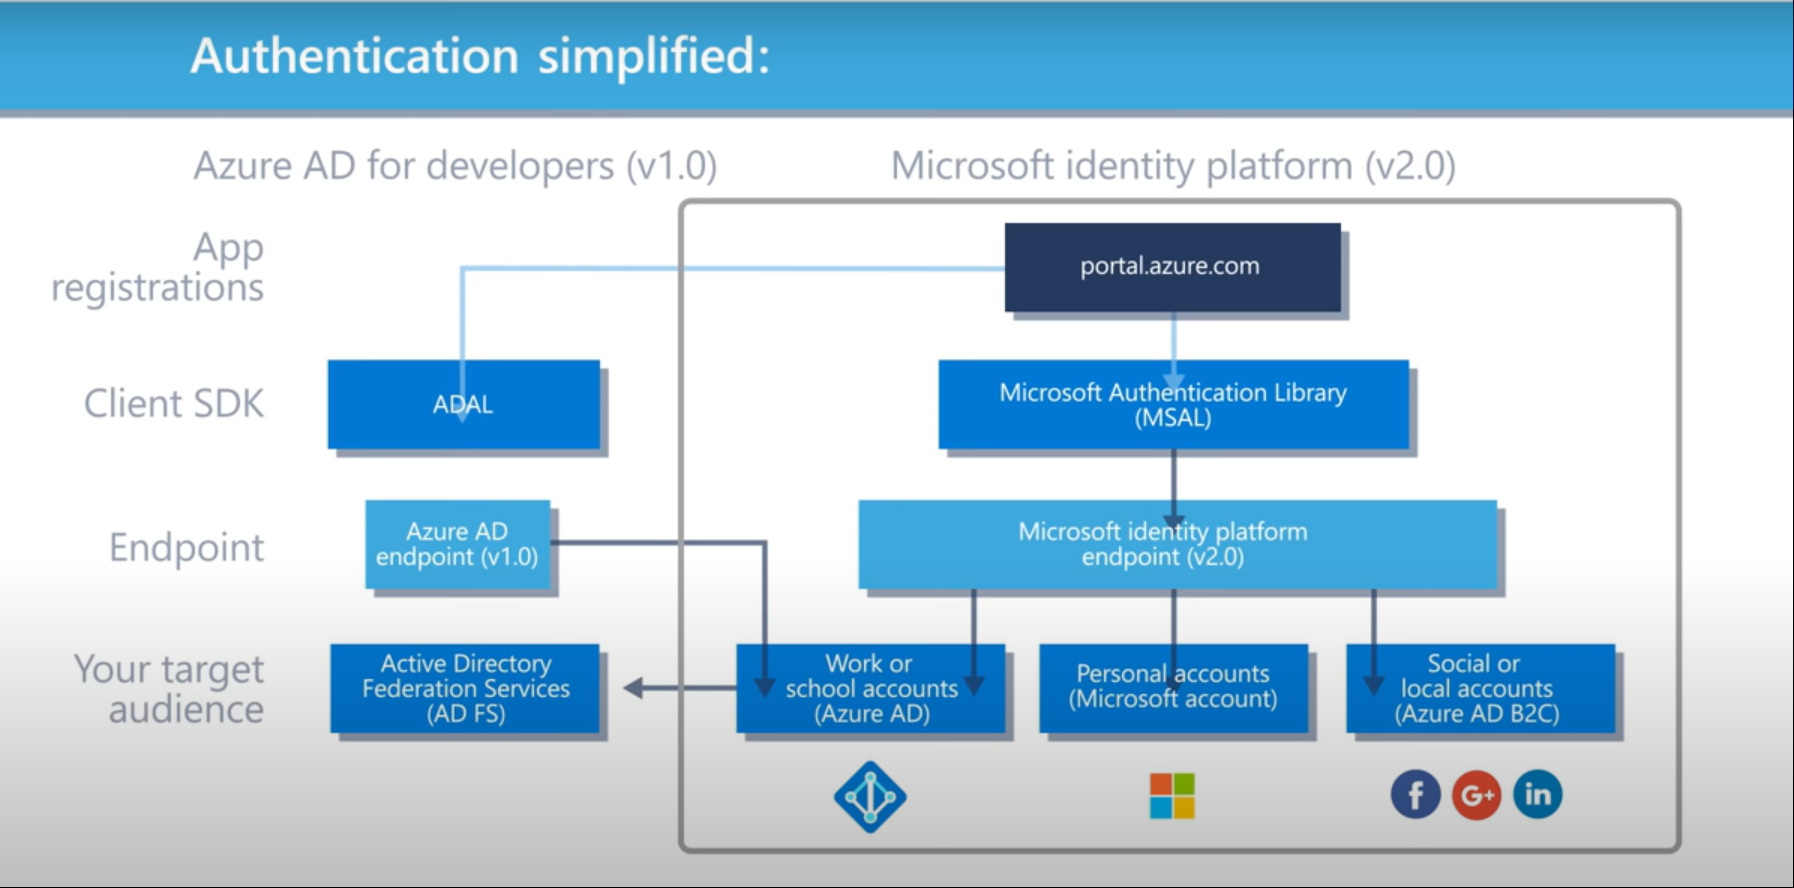 Authentication simplified:
Azure AD for developers (v1.0)
Microsoft identity platform (v2.0)
App
registrations
portal.azure.com
Client SDK
ADAL
Microsoft Authentication Library
(MSAL)
Endpoint
Azure AD
endpoint (v1.0)
Microsoft identity platform
endpoint (v2.0)
Your target
audience
Active Directory
Federation Services
(AD FS)
Work or
school accounts
(Azure AD)
Personal accounts
(Microsoft account)
Social or
local accounts
(Azure AD B2C)
f
G+
in